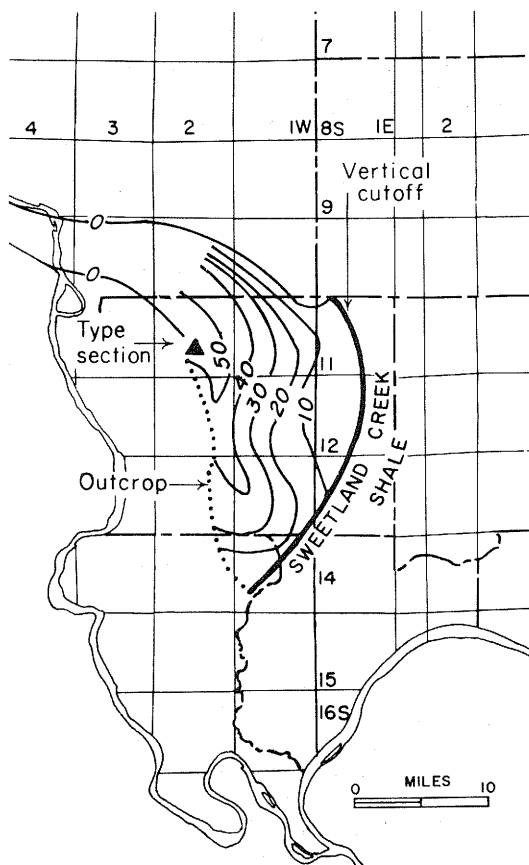 7
4 3 2 1W 8S 1E 2
Vertical
cutoff
9
0
0
Type
section
50
40
30
20
10
11
12
Outcrop
SWEETLAND CREEK
SHALE
14
15
16S
MILES
0 10